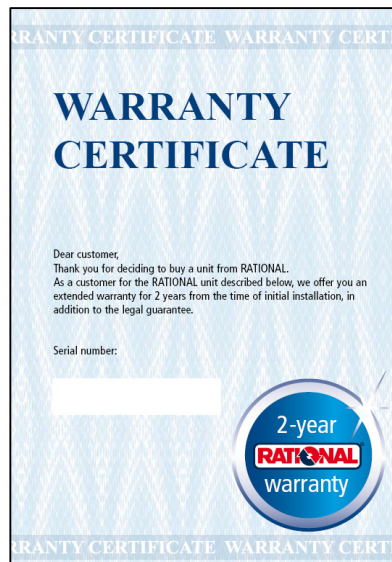 RRANTY CERTIFICATE WARRANTY CERT
WARRANTY
CERTIFICATE
Dear customer,
Thank you for deciding to buy a unit from RATIONAL.
As a customer for the RATIONAL unit described below, we offer you an
extended warranty for 2 years from the time of initial installation, in
addition to the legal guarantee.
Serial number:
2-year
RATIONAL
warranty
RRANTY CERTIFICATE WARRANTY CERT